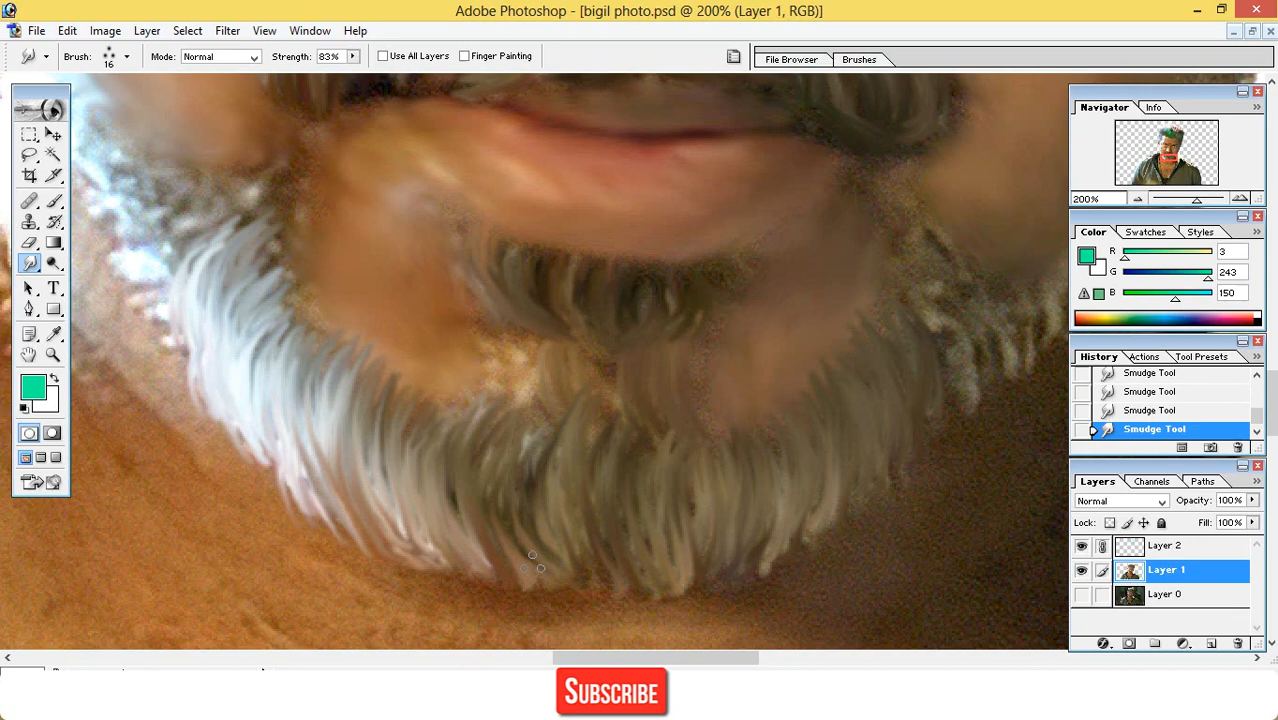 Adobe Photoshop - [bigil photo.psd @ 200% (Layer 1, RGB)]
File Edit Image Layer Select Filter View Window Help
Brush: 16 Mode: Normal Strength: 83% Use All Layers Finger Painting File Browser Brushes
Navigator Info
200%
Color Swatches Styles
R 3
G 243
B 150
History Actions Tool Presets
Smudge Tool
Smudge Tool
Smudge Tool
Smudge Tool
Layers Channels Paths
Normal Opacity: 100%
Lock: Fill: 100%
Layer 2
Layer 1
Layer 0
SUBSCRIBE